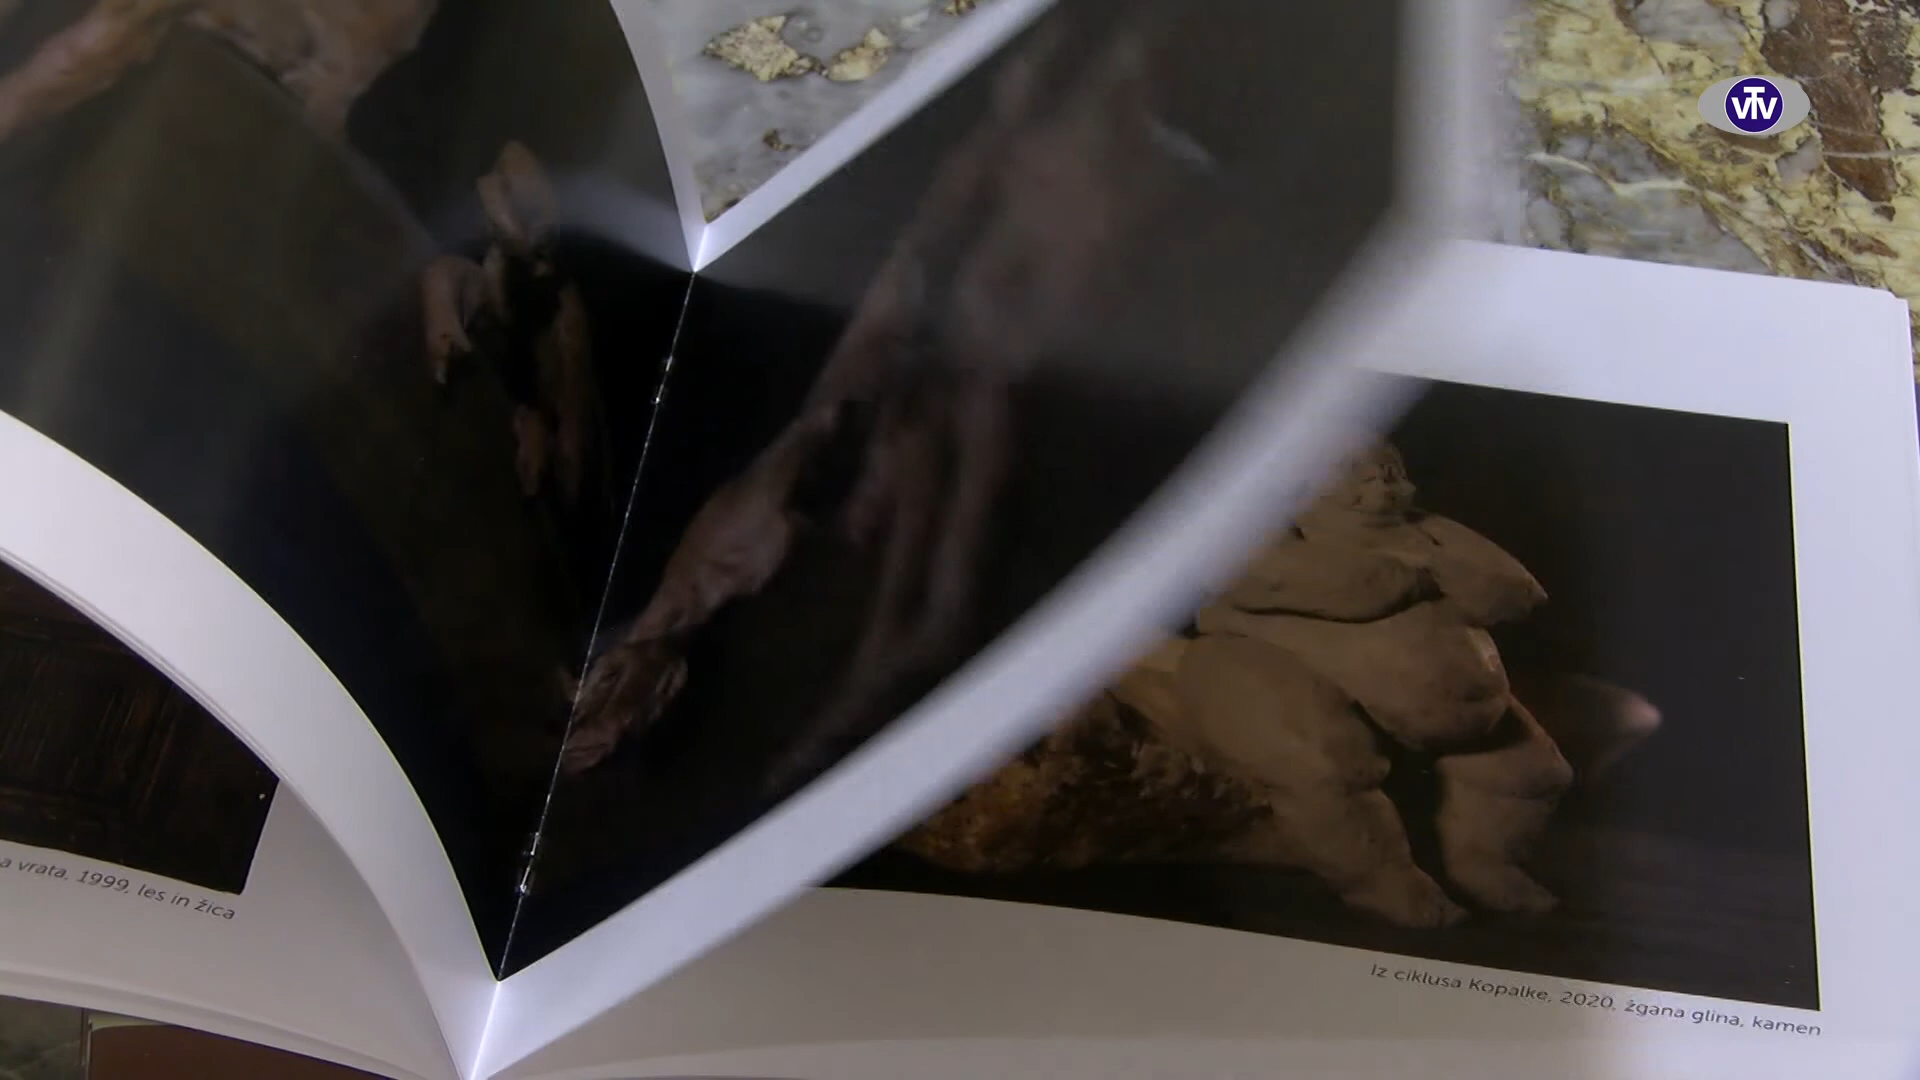 VTV
a vrata, 1999, les in žica
Iz ciklusa Kopalke, 2020, žgana glina, kamen